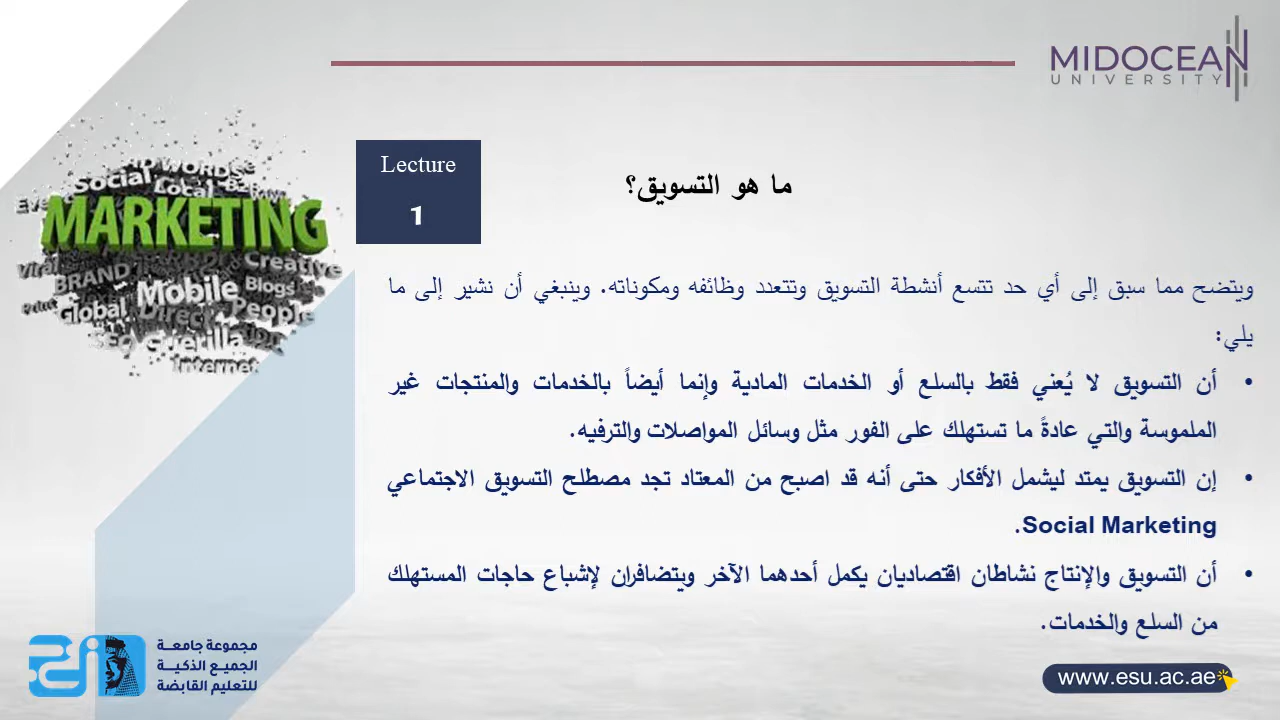 MIDOCEAN
UNIVERSITY
Lecture
1
ما هو التسويق؟
WORDS
Social
Local
MARKETING
Creative
BRAND
Mobile
Blogs
Global
Direct
People
SEO
Guerilla
Internet
ويتضح مما سبق إلى أي حد تتسع أنشطة التسويق وتتعدد وظائفه ومكوناته. وينبغي أن نشير إلى ما
يلي:
• أن التسويق لا يُعني فقط بالسلع أو الخدمات المادية وإنما أيضاً بالخدمات والمنتجات غير
الملموسة والتي عادةً ما تستهلك على الفور مثل وسائل المواصلات والترفيه.
• إن التسويق يمتد ليشمل الأفكار حتى أنه قد اصبح من المعتاد تجد مصطلح التسويق الاجتماعي
Social Marketing.
• أن التسويق والإنتاج نشاطان اقتصاديان يكمل أحدهما الآخر ويتضافران لإشباع حاجات المستهلك
من السلع والخدمات.
مجموعة جامعة
الجميع الذكية
للتعليم القابضة
www.esu.ac.ae